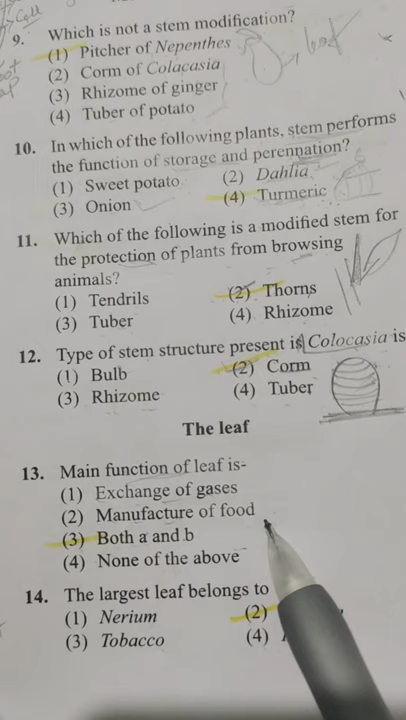 Cell
9. Which is not a stem modification?
(1) Pitcher of Nepenthes
(2) Corm of Colacasia
(3) Rhizome of ginger
(4) Tuber of potato
leaf
10. In which of the following plants, stem performs
the function of storage and perennation?
(1) Sweet potato (2) Dahlia
(3) Onion (4) Turmeric
11. Which of the following is a modified stem for
the protection of plants from browsing
animals?
(1) Tendrils (2) Thorns
(3) Tuber (4) Rhizome
12. Type of stem structure present is Colocasia is
(1) Bulb (2) Corm
(3) Rhizome (4) Tuber
The leaf
13. Main function of leaf is-
(1) Exchange of gases
(2) Manufacture of food
(3) Both a and b
(4) None of the above
14. The largest leaf belongs to
(1) Nerium (2)
(3) Tobacco (4)